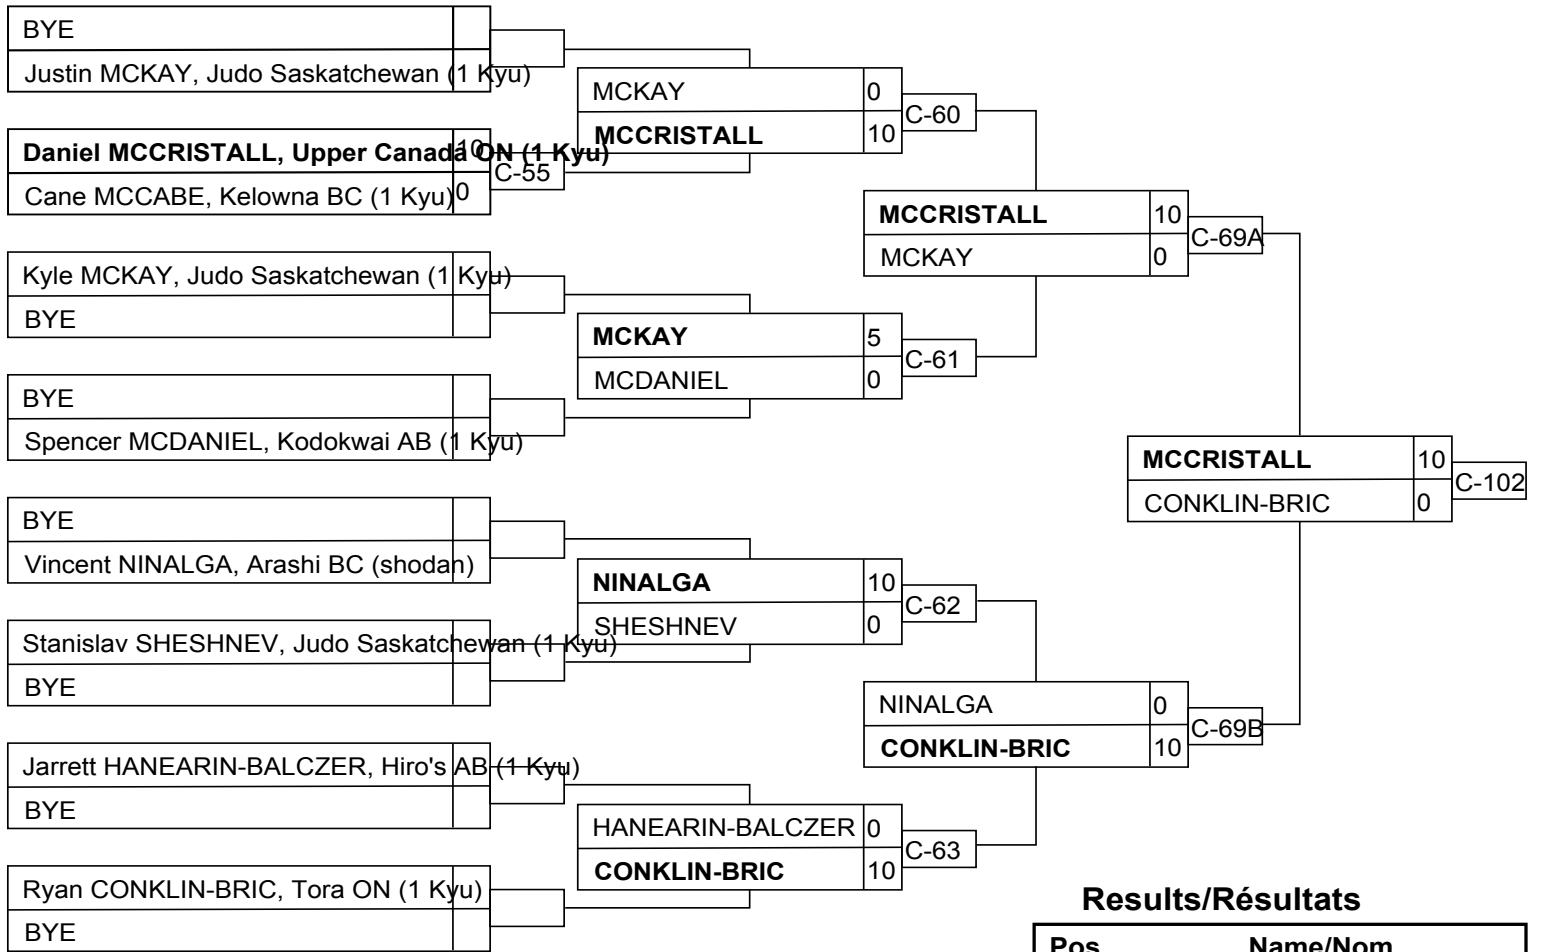 BYE
Justin MCKAY, Judo Saskatchewan (1 Kyu)
Daniel MCCRISTALL, Upper Canada ON (1 Kyu) 10
Cane MCCABE, Kelowna BC (1 Kyu) 0
C-55
Kyle MCKAY, Judo Saskatchewan (1 Kyu)
BYE
BYE
Spencer MCDANIEL, Kodokwai AB (1 Kyu)
BYE
Vincent NINALGA, Arashi BC (shodan)
Stanislav SHESHNEV, Judo Saskatchewan (1 Kyu)
BYE
Jarrett HANEARIN-BALCZER, Hiro's AB (1 Kyu)
BYE
Ryan CONKLIN-BRIC, Tora ON (1 Kyu)
BYE
MCKAY 0
MCCRISTALL 10
C-60
MCKAY 5
MCDANIEL 0
C-61
NINALGA 10
SHESHNEV 0
C-62
HANEARIN-BALCZER 0
CONKLIN-BRIC 10
C-63
MCCRISTALL 10
MCKAY 0
C-69A
NINALGA 0
CONKLIN-BRIC 10
C-69B
MCCRISTALL 10
CONKLIN-BRIC 0
C-102
Results/Résultats
Pos Name/Nom